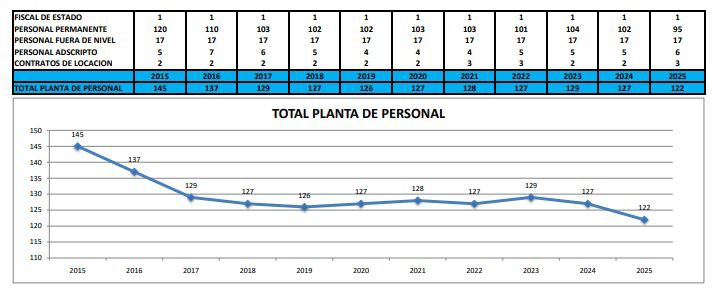 FISCAL DE ESTADO 1 1 1 1 1 1 1 1 1 1 1
PERSONAL PERMANENTE 120 110 103 102 102 103 103 101 104 102 95
PERSONAL FUERA DE NIVEL 17 17 17 17 17 17 17 17 17 17 17
PERSONAL ADSCRIPTO 5 7 6 5 4 4 4 5 5 5 6
CONTRATOS DE LOCACION 2 2 2 2 2 2 3 3 2 2 3
2015 2016 2017 2018 2019 2020 2021 2022 2023 2024 2025
TOTAL PLANTA DE PERSONAL 145 137 129 127 126 127 128 127 129 127 122
TOTAL PLANTA DE PERSONAL
150
145
140
135
130
125
120
115
110
145 137 129 127 126 127 128 127 129 127 122
2015 2016 2017 2018 2019 2020 2021 2022 2023 2024 2025